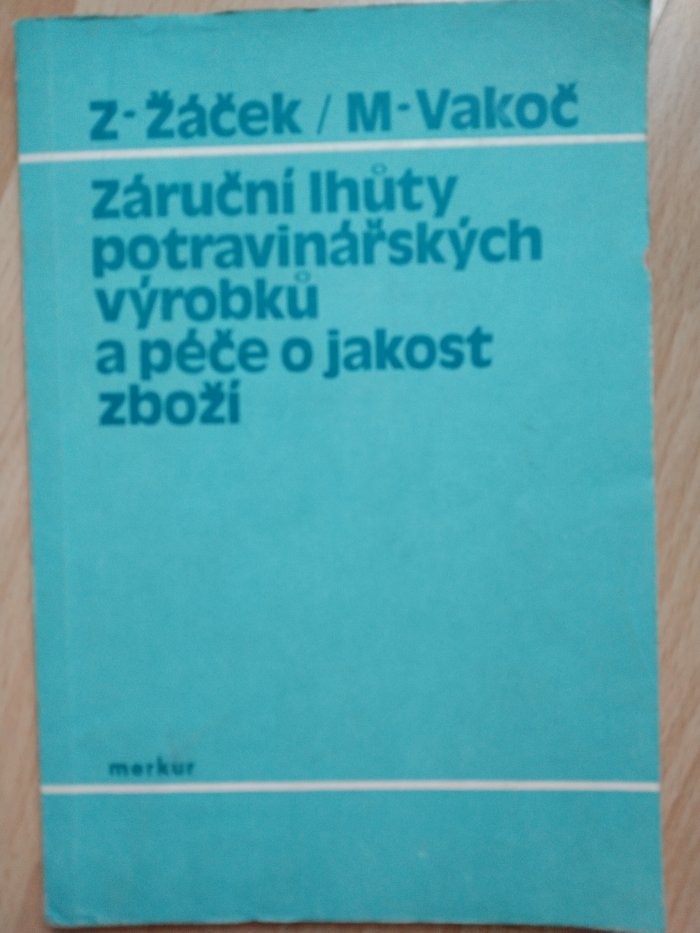 Z-Žáček / M-Vakoč
Záruční lhůty
potravinářských
výrobků
a péče o jakost
zboží
merkur